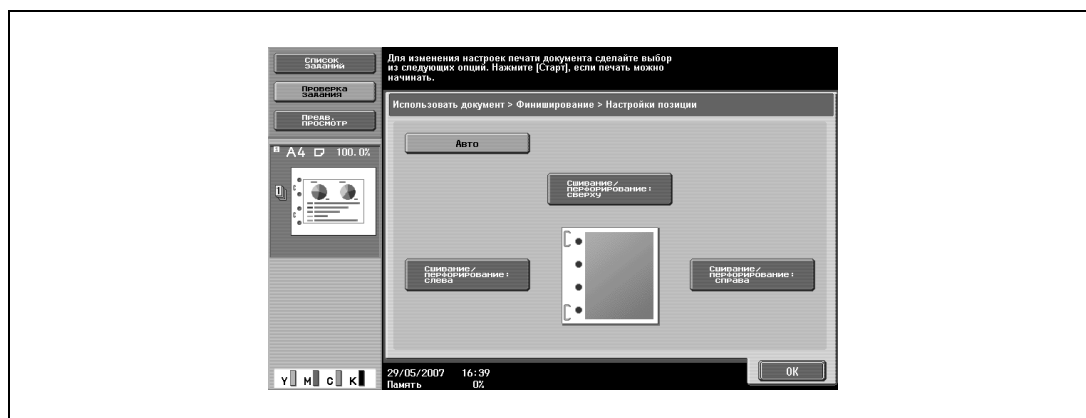 Список
заданий
Проверка
задания
Предв.
просмотр
A4 100.0%
1
Y M C K
Для изменения настроек печати документа сделайте выбор
из следующих опций. Нажмите [Старт], если печать можно
начинать.
Использовать документ > Финиширование > Настройки позиции
Авто
Сшивание/
перфорирование:
сверху
Сшивание/
перфорирование:
слева
Сшивание/
перфорирование:
справа
29/05/2007 16:39
Память 0%
OK